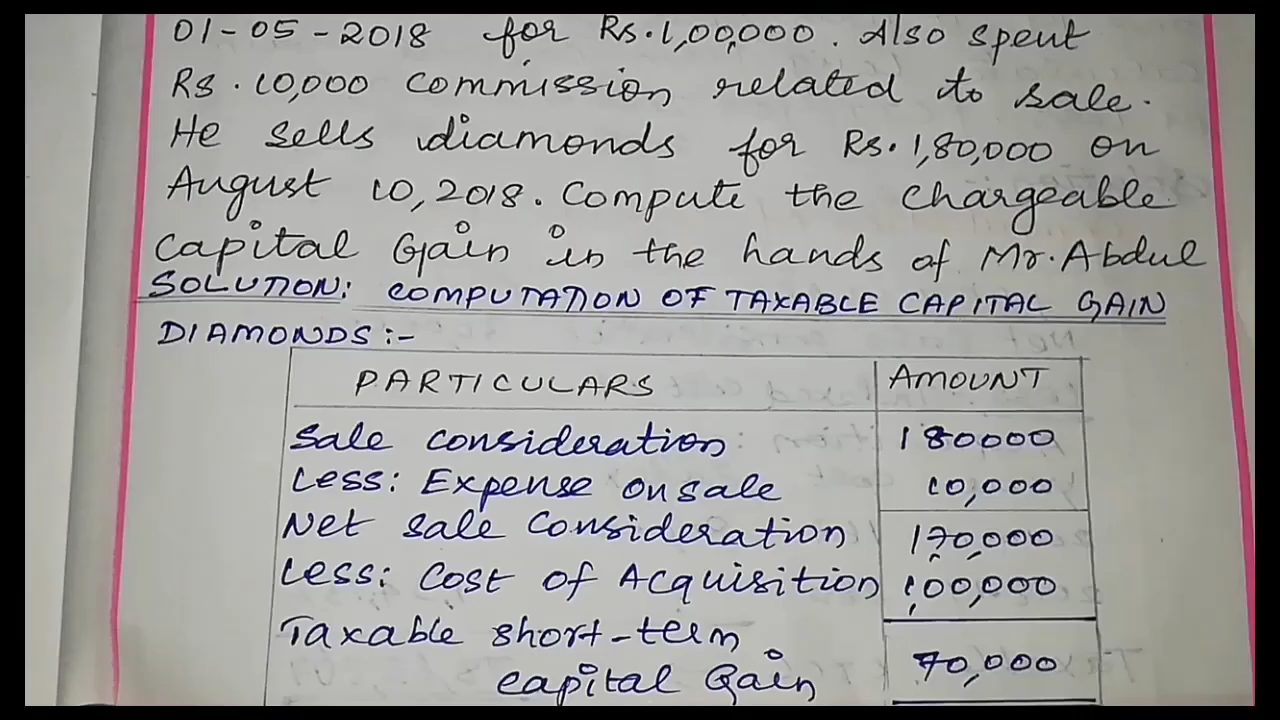 01-05-2018 for Rs.1,00,000. Also spent
Rs.10,000 commission related to sale.
He sells diamonds for Rs.1,80,000 on
August 10, 2018. Compute the chargeable
Capital Gain in the hands of Mr. Abdul
SOLUTION: COMPUTATION OF TAXABLE CAPITAL GAIN
DIAMONDS :-
PARTICULARS AMOUNT
Sale consideration: 180000
Less: Expense on sale 10,000
Net sale Consideration 170,000
Less: Cost of Acquisition 1,00,000
Taxable short-term
capital Gain 70,000